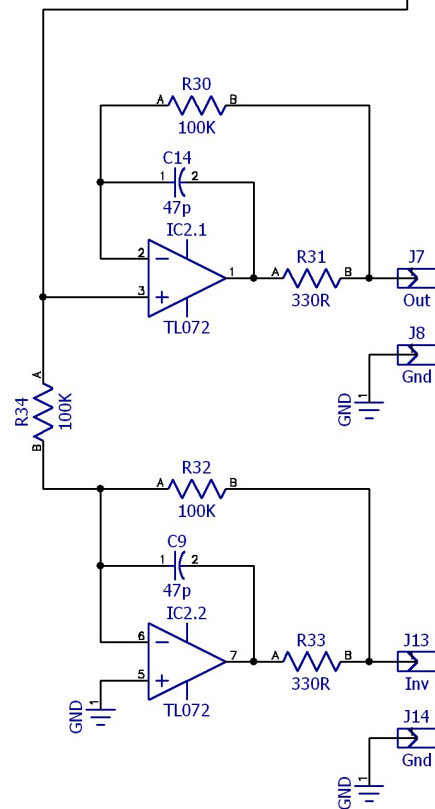 R30
A B
100K
C14
1 2
47p
IC2.1
2
3
1
TL072
R31
A B
330R
J7
Out
J8
1
Gnd
GND
A
R34
100K
B
R32
A B
100K
C9
1 2
47p
IC2.2
6
5
7
TL072
1
GND
R33
A B
330R
J13
Inv
J14
1
Gnd
GND